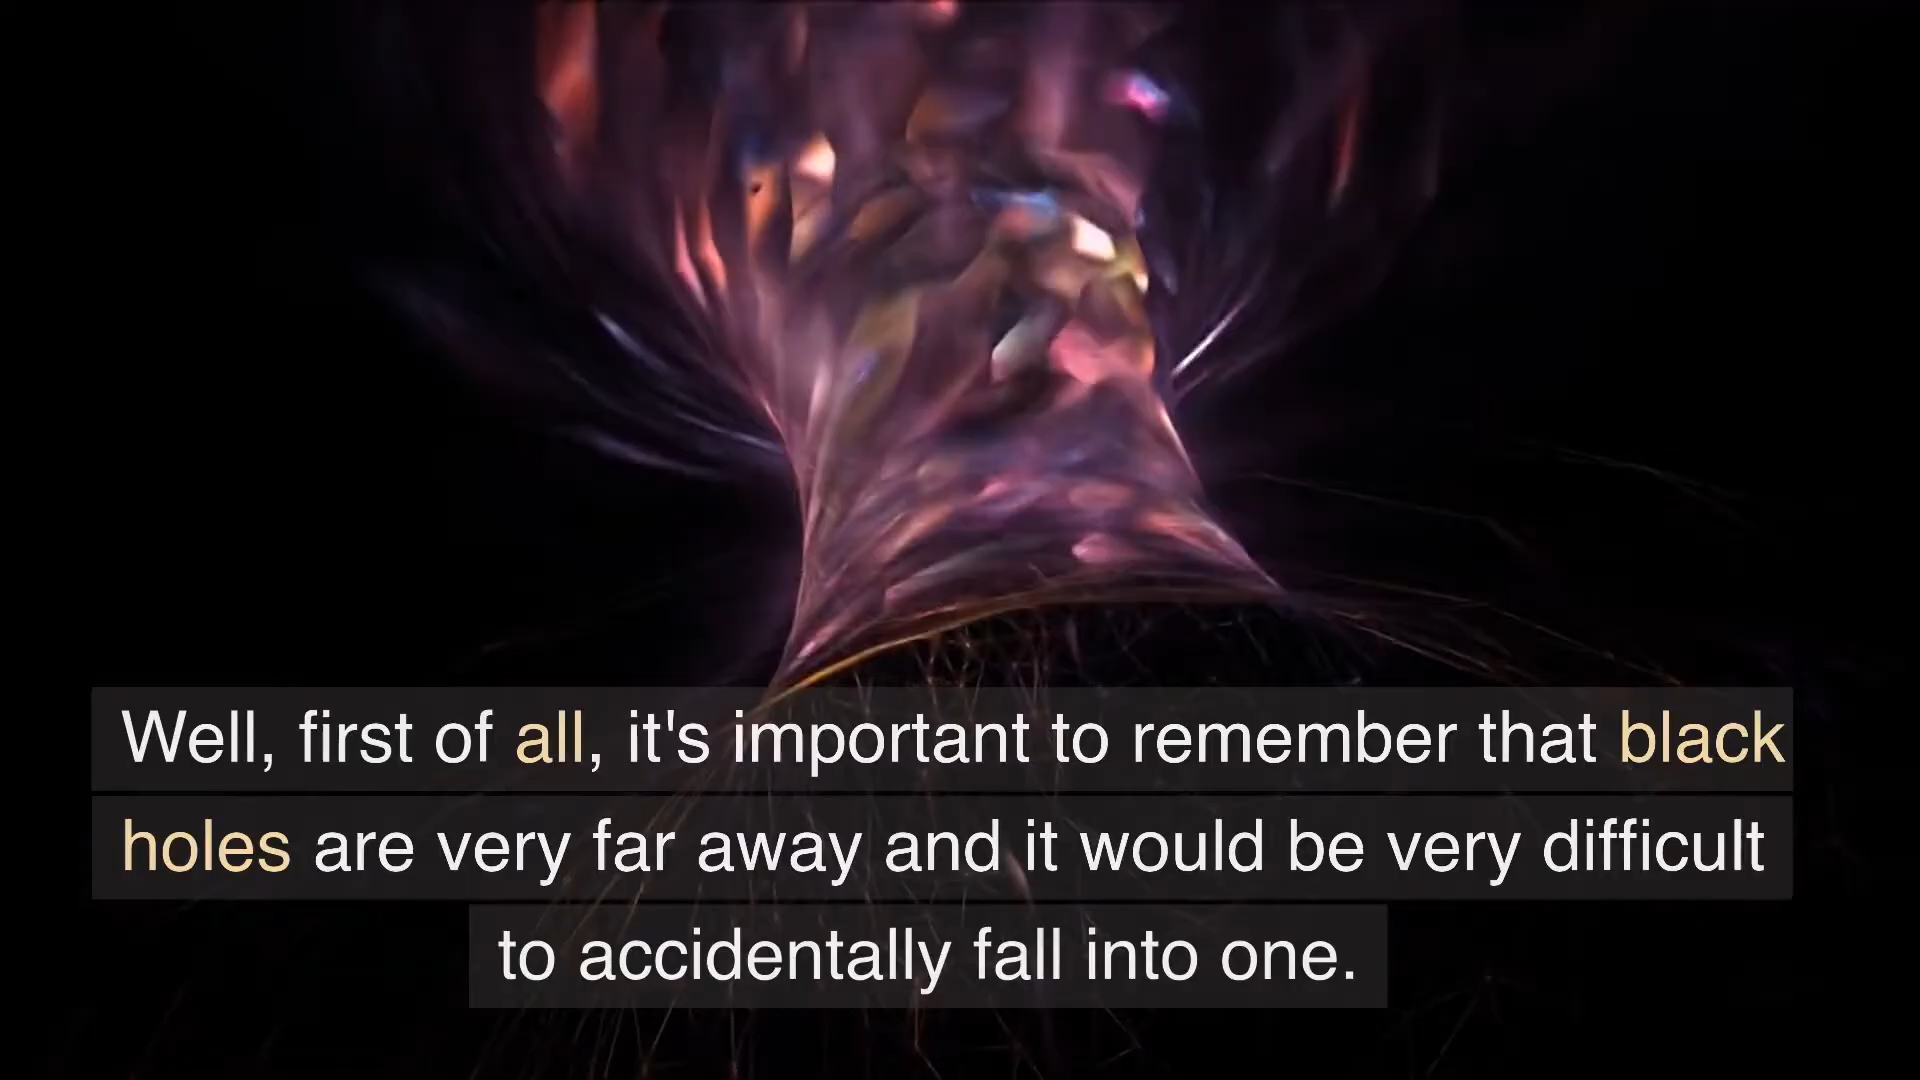 Well, first of all, it's important to remember that black
holes are very far away and it would be very difficult
to accidentally fall into one.